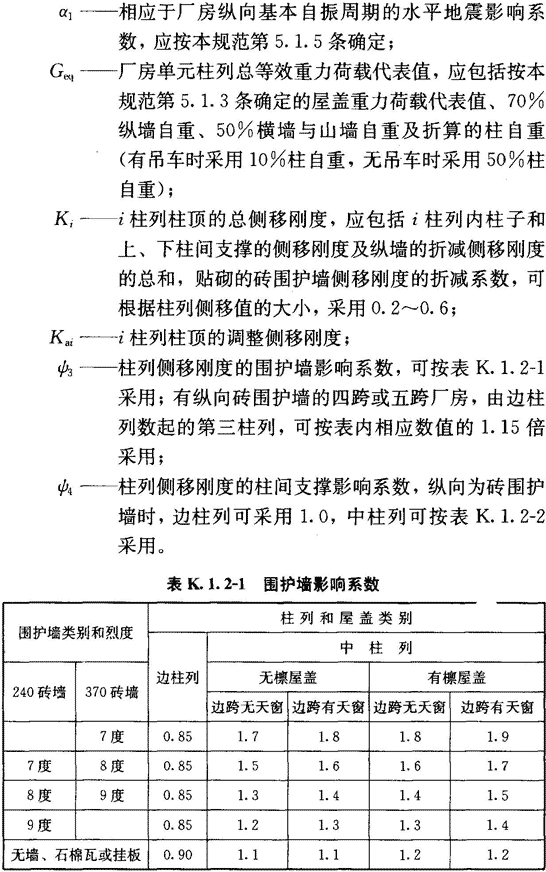 α₁——相应于厂房纵向基本自振周期的水平地震影响系
数，应按本规范第5.1.5条确定；
G_eq——厂房单元柱列总等效重力荷载代表值，应包括按本
规范第5.1.3条确定的屋盖重力荷载代表值、70%
纵墙自重、50%横墙与山墙自重及折算的柱自重
(有吊车时采用10%柱自重，无吊车时采用50%柱
自重)；
K_i——i柱列柱顶的总侧移刚度，应包括i柱列内柱子和
上、下柱间支撑的侧移刚度及纵墙的折减侧移刚度
的总和，贴砌的砖围护墙侧移刚度的折减系数，可
根据柱列侧移值的大小，采用0.2～0.6；
K_ai——i柱列柱顶的调整侧移刚度；
ψ₃——柱列侧移刚度的围护墙影响系数，可按表K.1.2-1
采用；有纵向砖围护墙的四跨或五跨厂房，由边柱
列数起的第三柱列，可按表内相应数值的1.15倍
采用；
ψ₄——柱列侧移刚度的柱间支撑影响系数，纵向为砖围护
墙时，边柱列可采用1.0，中柱列可按表K.1.2-2
采用。
表K.1.2-1 围护墙影响系数
围护墙类别和烈度 柱列和屋盖类别
边柱列 中柱列
240砖墙 370砖墙 无檩屋盖 有檩屋盖
边跨无天窗 边跨有天窗 边跨无天窗 边跨有天窗
7度 0.85 1.7 1.8 1.8 1.9
7度 8度 0.85 1.5 1.6 1.6 1.7
8度 9度 0.85 1.3 1.4 1.4 1.5
9度 0.85 1.2 1.3 1.3 1.4
无墙、石棉瓦或挂板 0.90 1.1 1.1 1.2 1.2